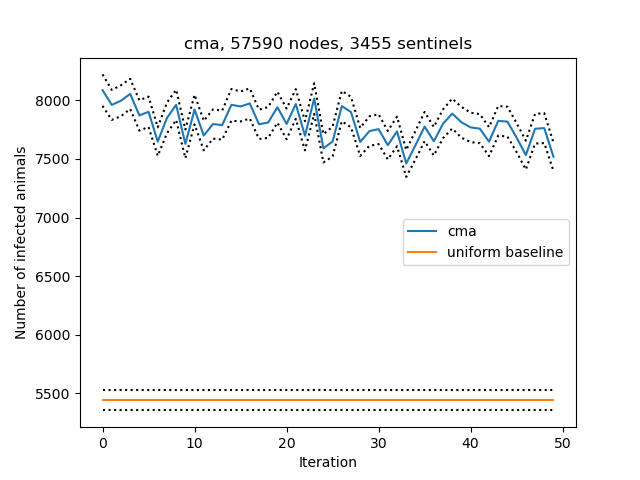 cma, 57590 nodes, 3455 sentinels
Number of infected animals
8000
7500
7000
6500
6000
5500
cma
uniform baseline
0
10
20
30
40
50
Iteration